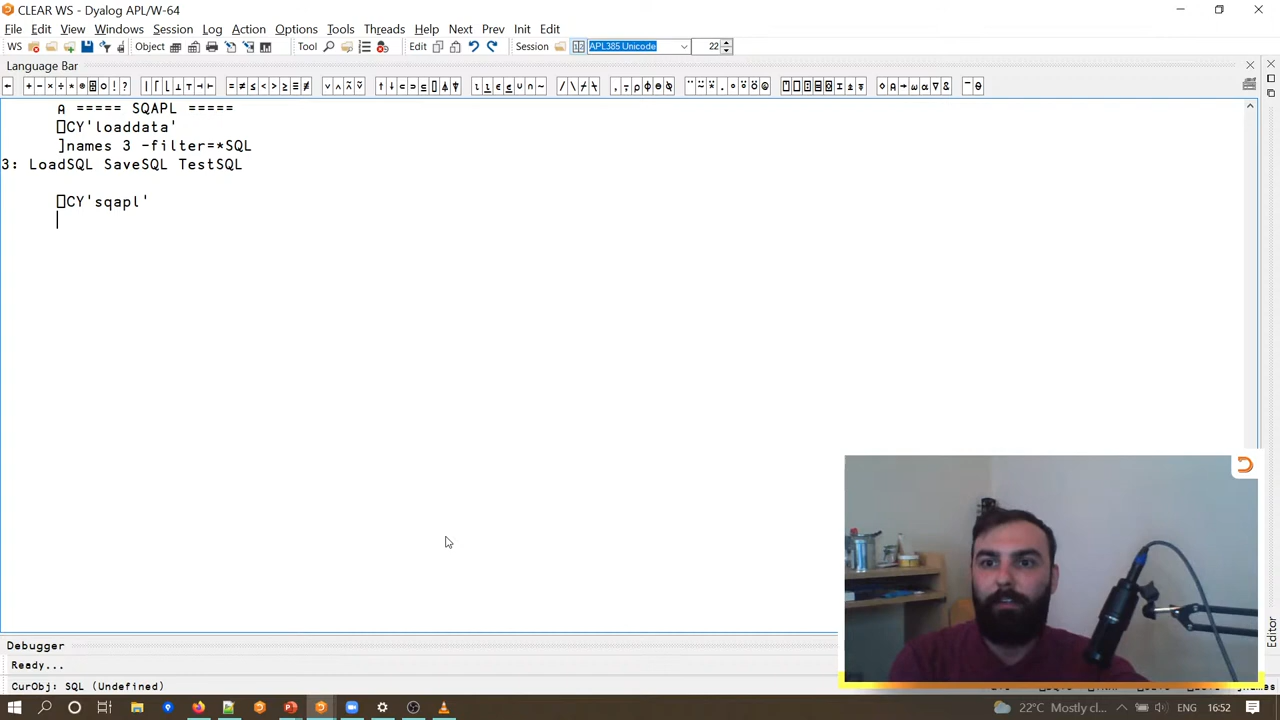 CLEAR WS - Dyalog APL/W-64
File Edit View Windows Session Log Action Options Tools Threads Help Next Prev Init Edit
WS Object Tool Edit Session APL385 Unicode 22
Language Bar
⍝ ===== SQAPL =====
⎕CY'loaddata'
]names 3 -filter=*SQL
3: LoadSQL SaveSQL TestSQL
⎕CY'sqapl'
Editor
Debugger
Ready...
CurObj: SQL (Undefined)
22°C Mostly cl... ENG 16:52